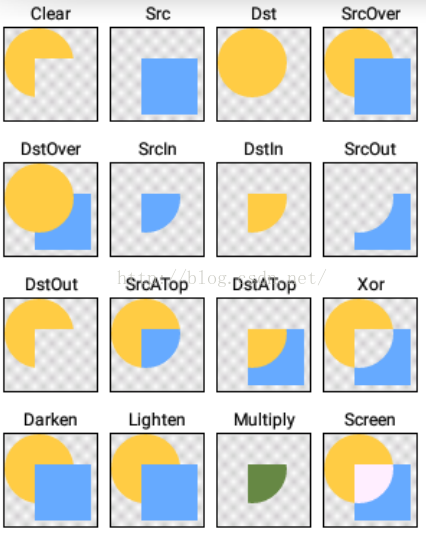 Clear Src Dst SrcOver
DstOver SrcIn DstIn SrcOut
http://blog.csdn.net/
DstOut SrcATop DstATop Xor
Darken Lighten Multiply Screen